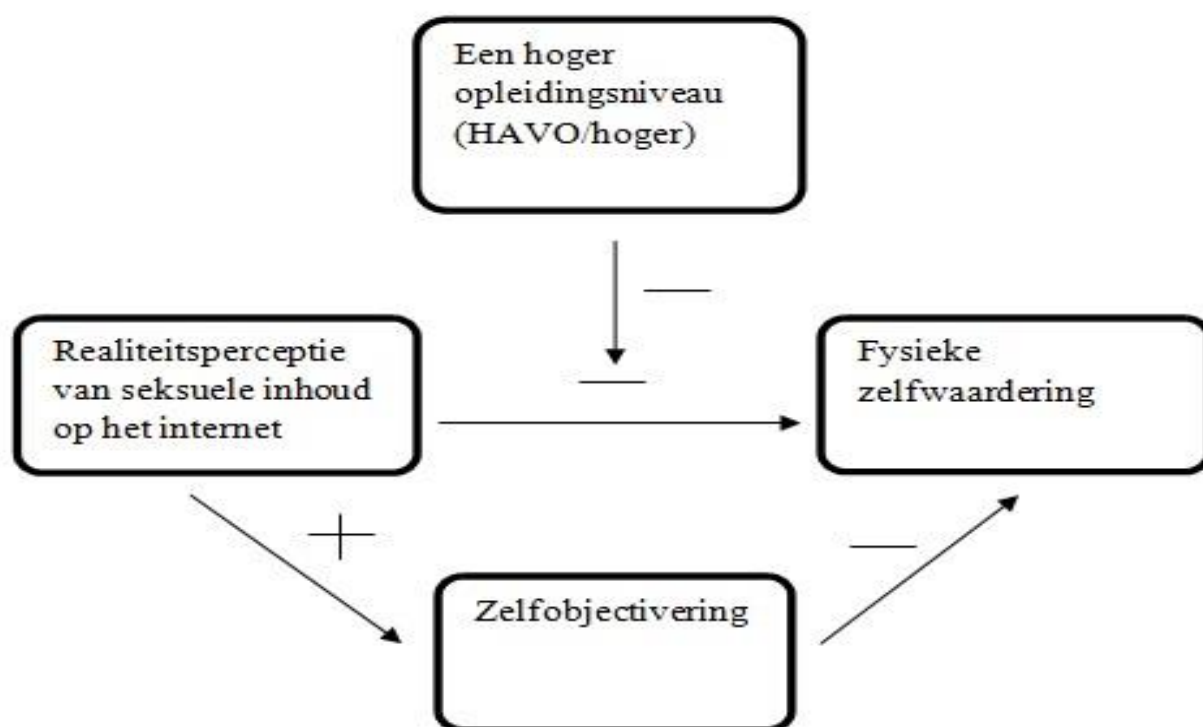 Een hoger
opleidingsniveau
(HAVO/hoger)
—
Realiteitsperceptie
van seksuele inhoud
op het internet
—
Fysieke
zelfwaardering
+
—
Zelfobjectivering